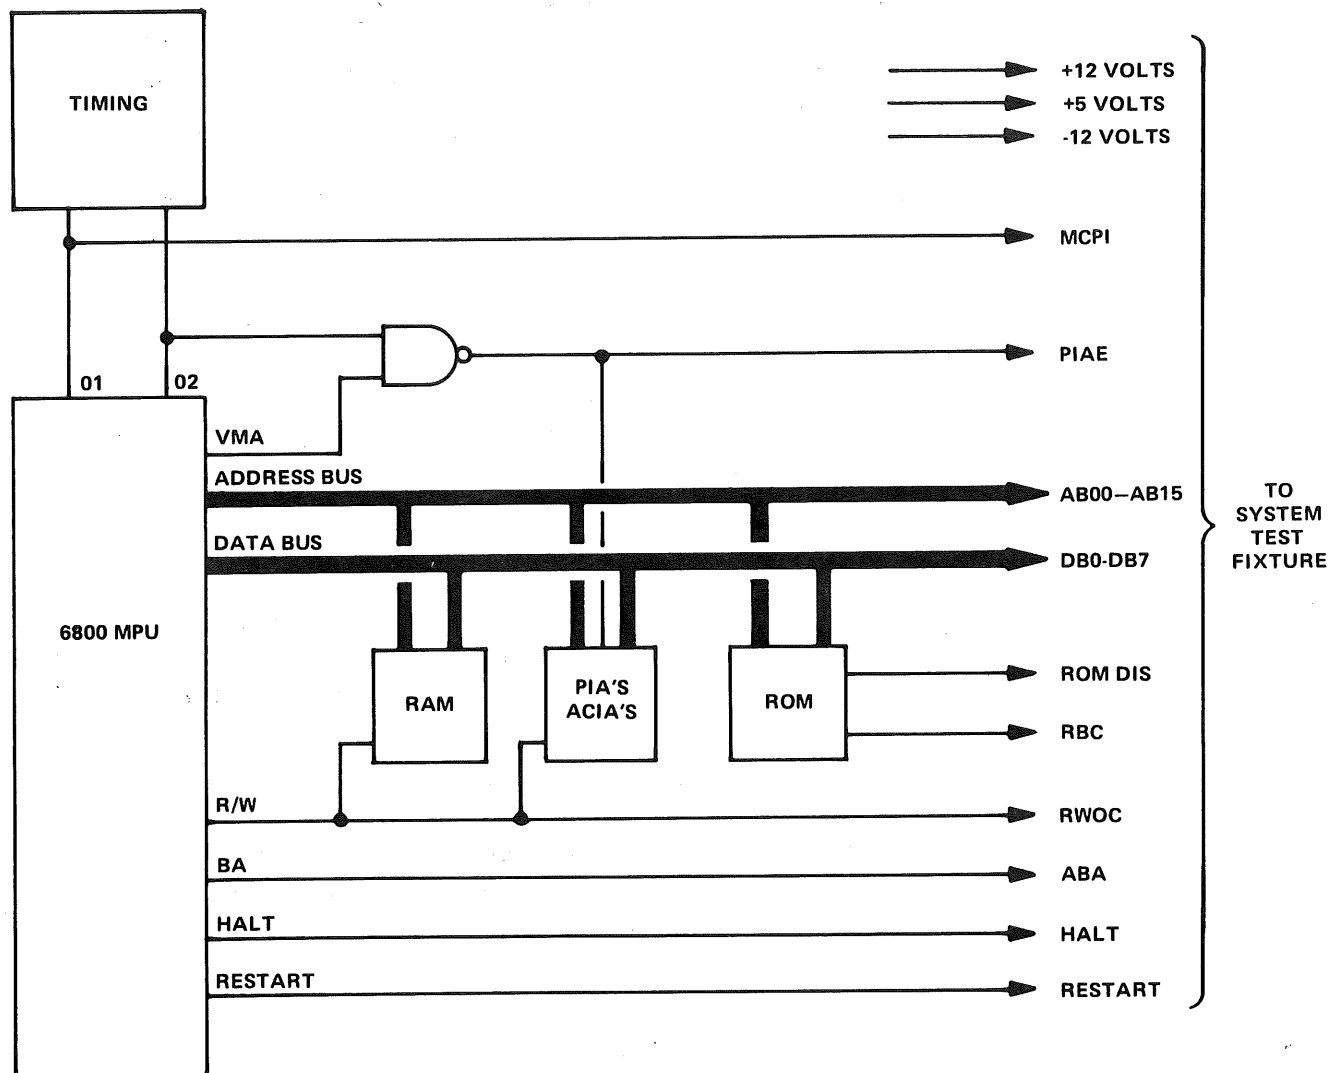 TIMING
+12 VOLTS
+5 VOLTS
-12 VOLTS
MCPI
PIAE
01
02
VMA
ADDRESS BUS
AB00–AB15
DATA BUS
DB0-DB7
TO
SYSTEM
TEST
FIXTURE
6800 MPU
RAM
PIA'S
ACIA'S
ROM
ROM DIS
RBC
R/W
RWOC
BA
ABA
HALT
HALT
RESTART
RESTART